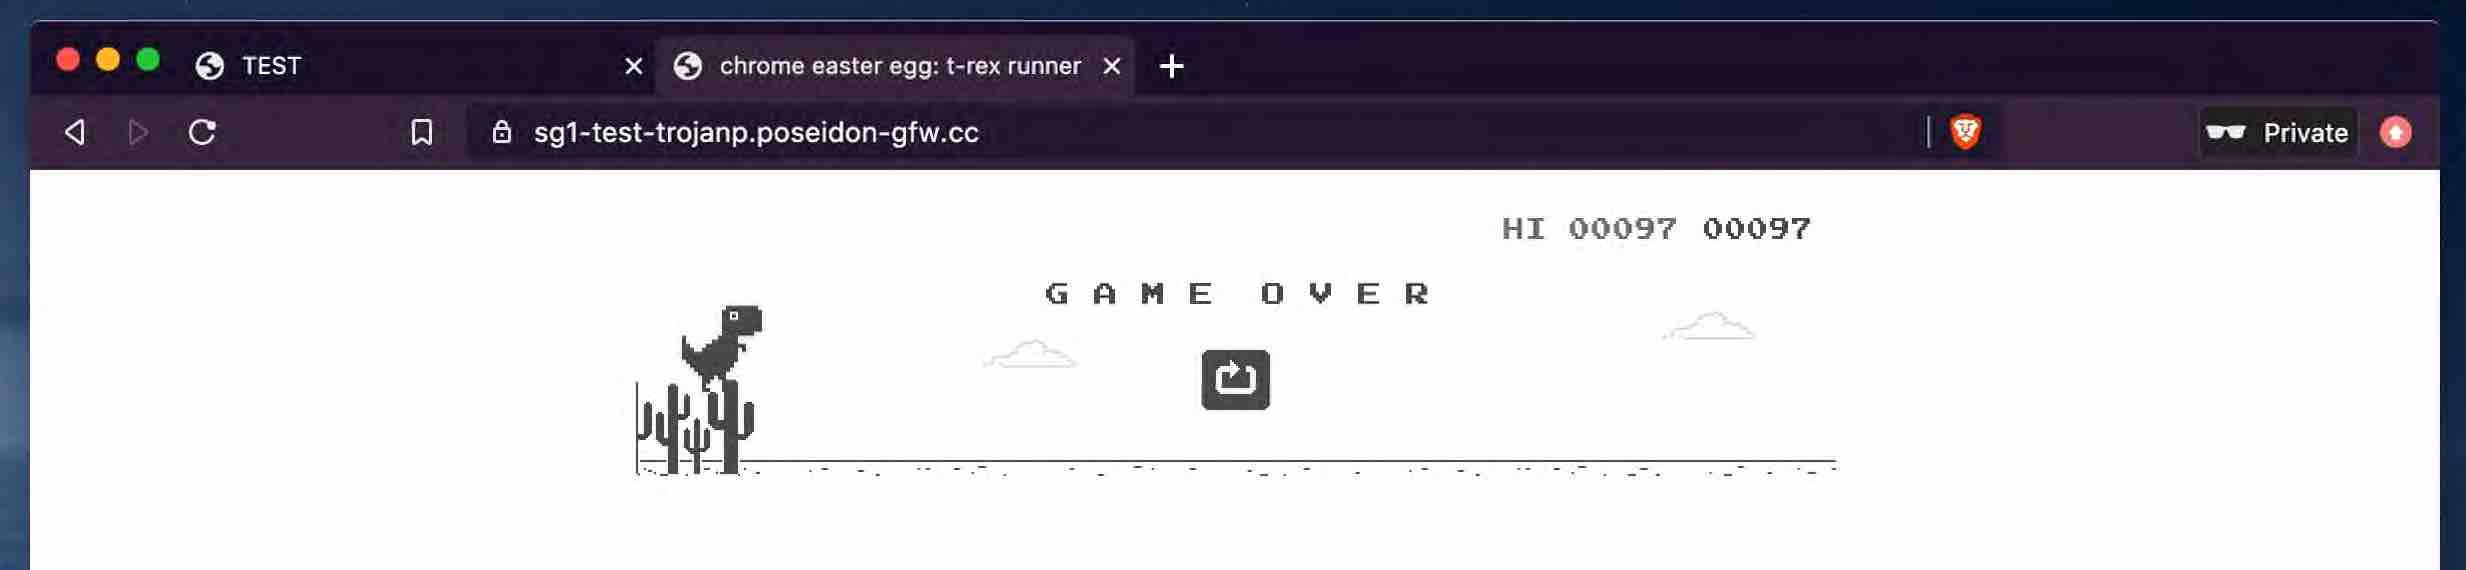 TEST
chrome easter egg: t-rex runner
sg1-test-trojanp.poseidon-gfw.cc
Private
HI 00097 00097
GAME OVER